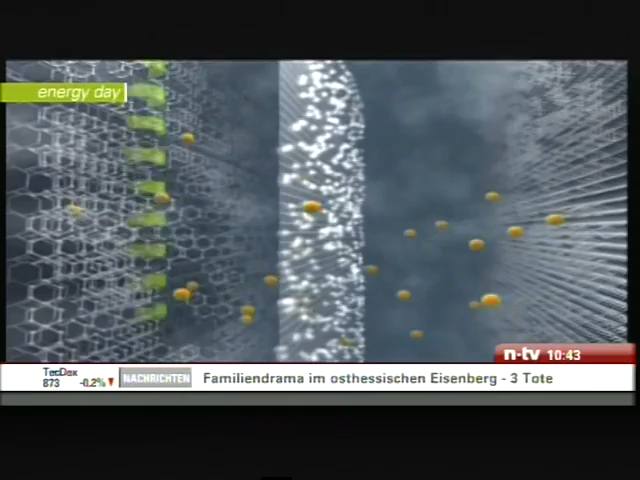 energy day
n-tv 10:43
TecDax
873 -0,2%
NACHRICHTEN
Familiendrama im osthessischen Eisenberg - 3 Tote